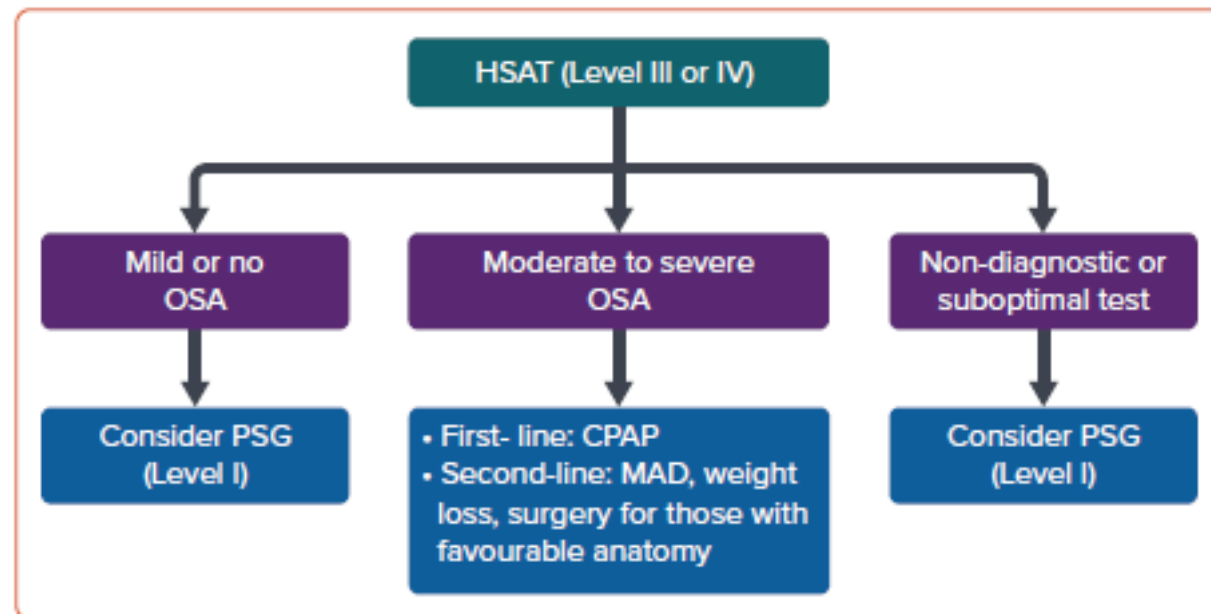 HSAT (Level III or IV)
Mild or no
OSA
Moderate to severe
OSA
Non-diagnostic or
suboptimal test
Consider PSG
(Level I)
• First- line: CPAP
• Second-line: MAD, weight
loss, surgery for those with
favourable anatomy
Consider PSG
(Level I)